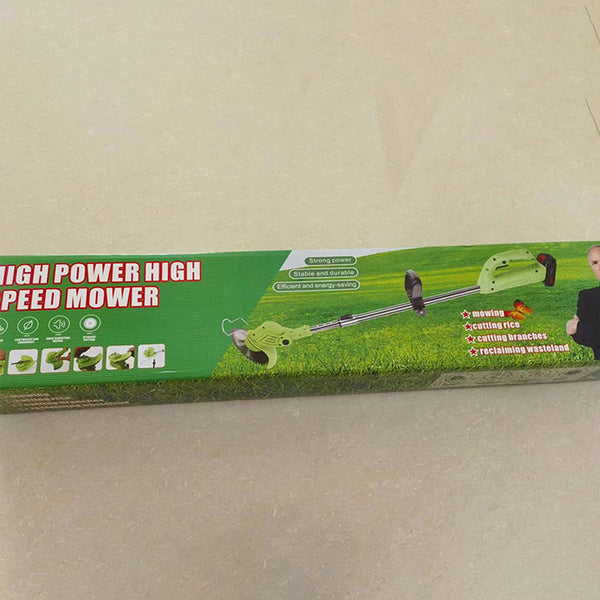 HIGH POWER HIGH
SPEED MOWER
Strong power
Stable and durable
Efficient and energy-saving
mowing
cutting rice
cutting branches
reclaiming wasteland